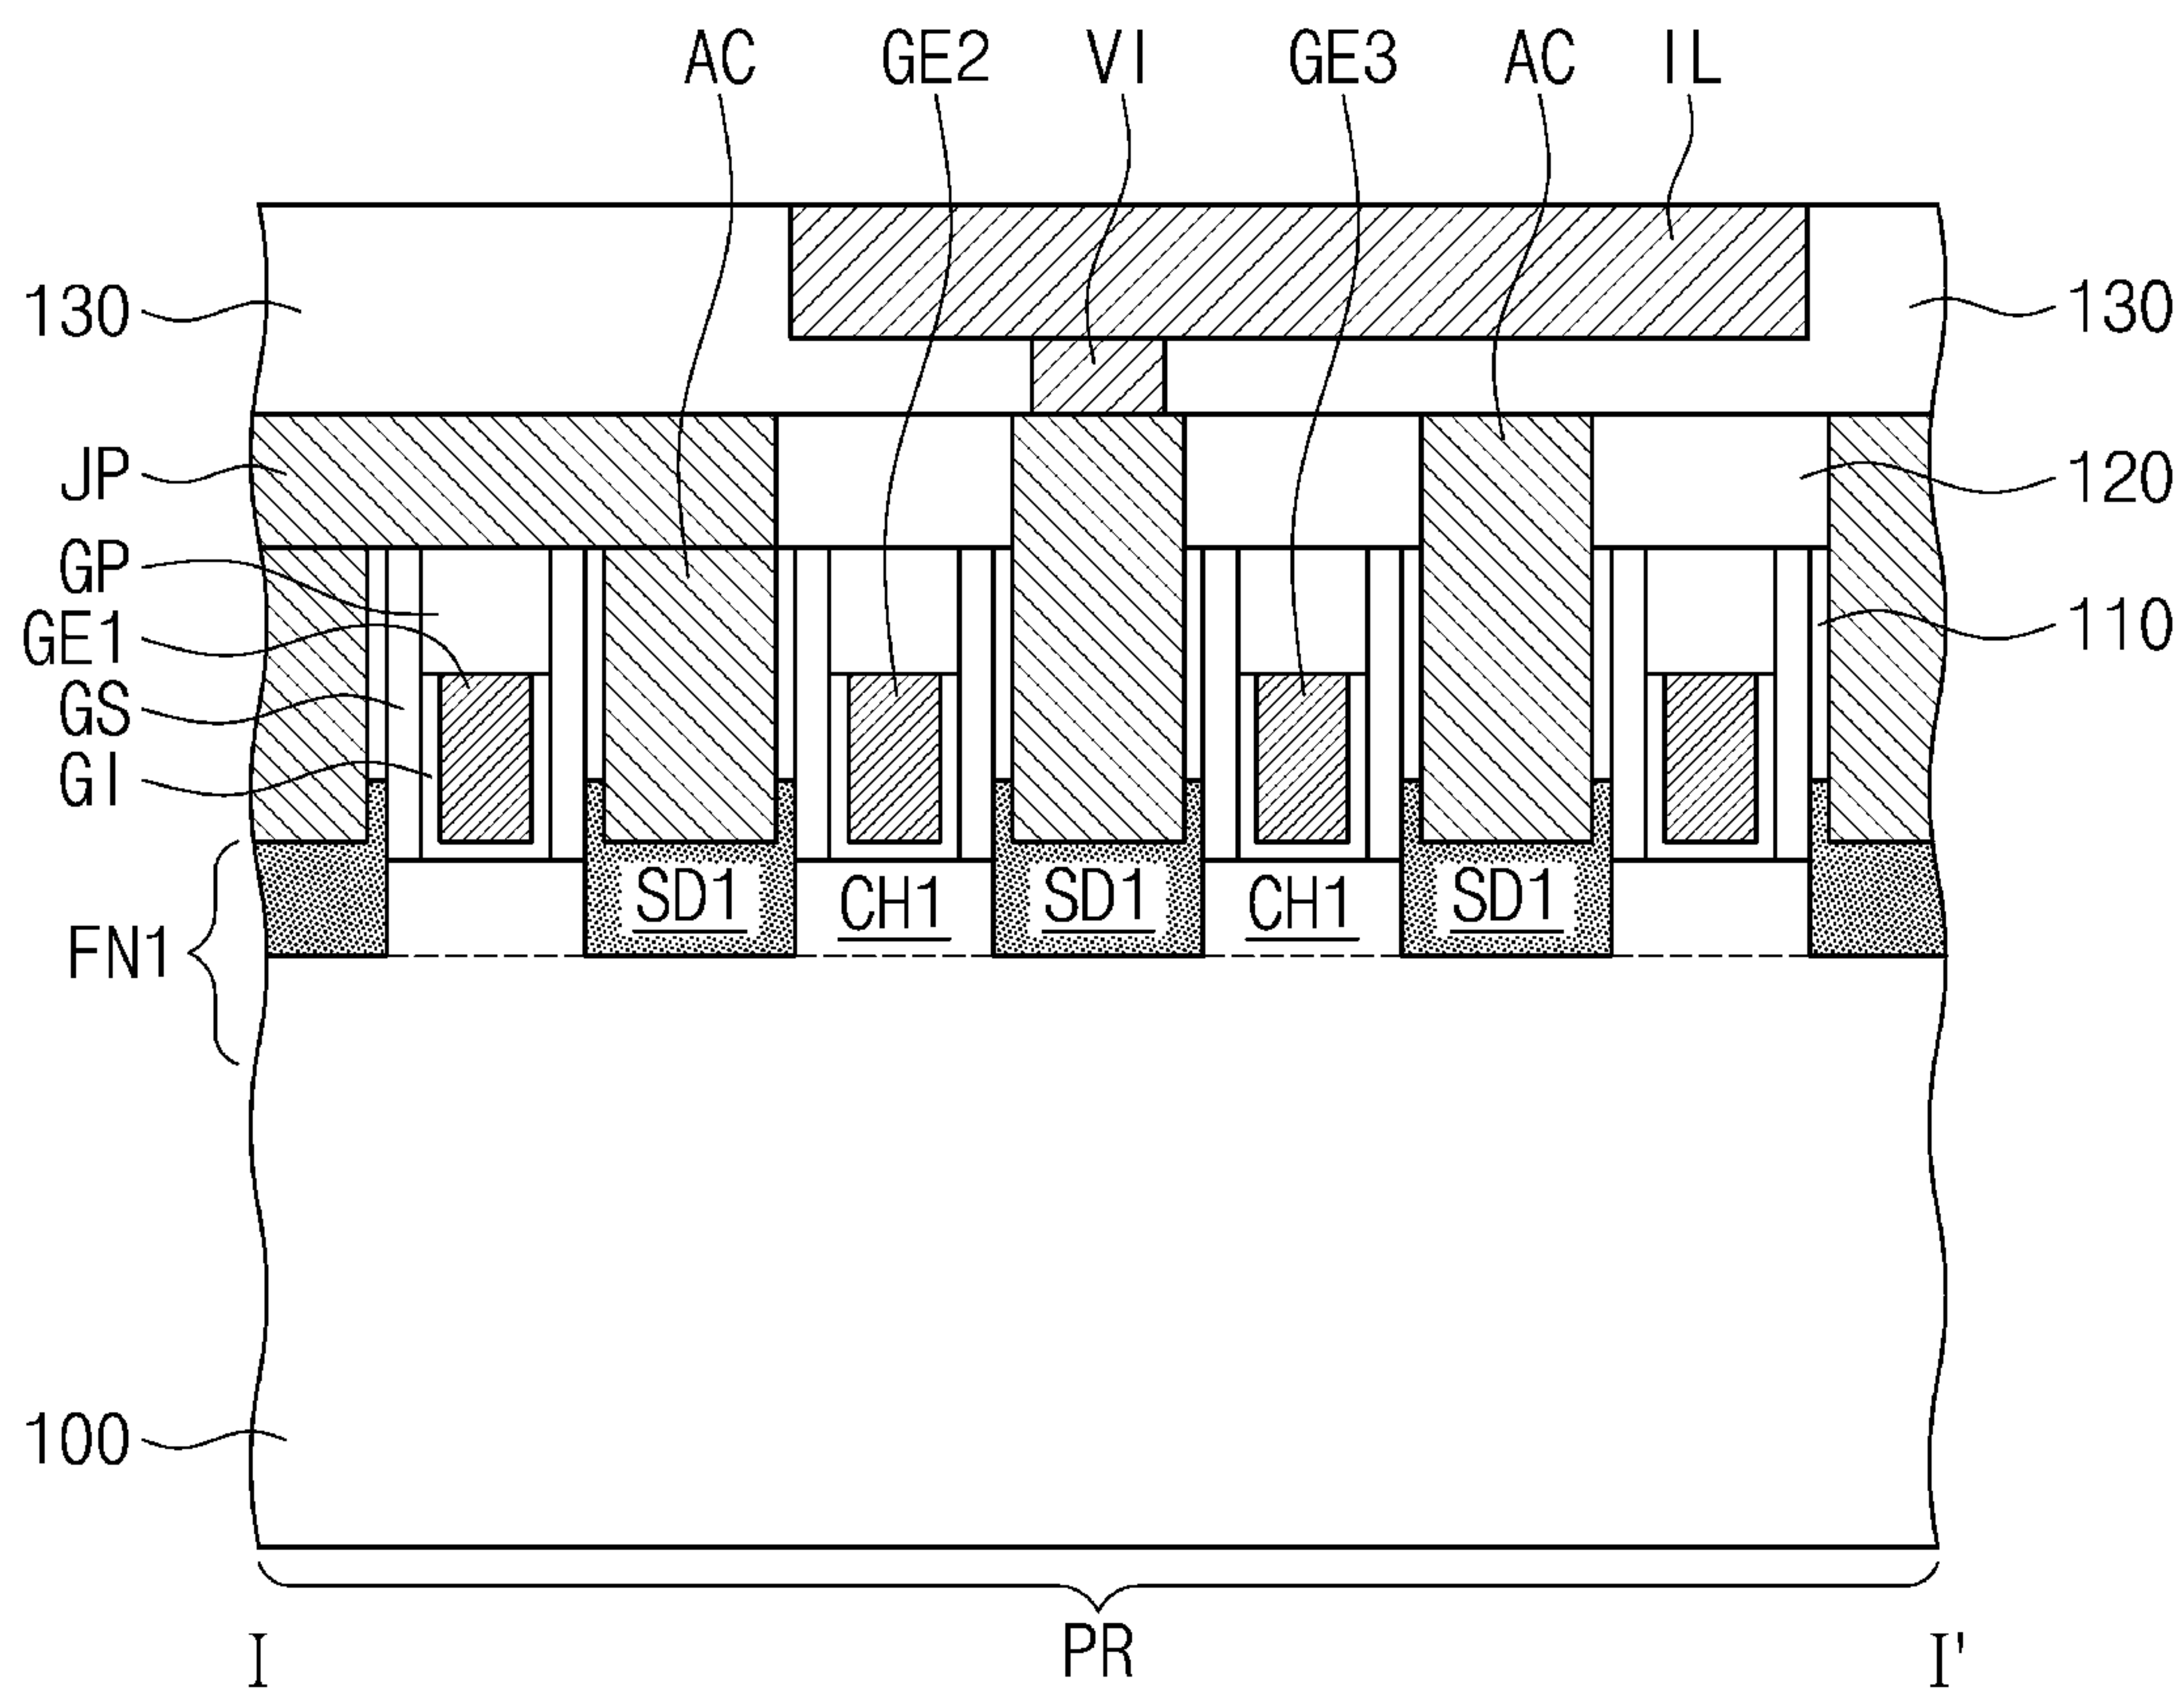 AC GE2 VI GE3 AC IL
130 130
JP 120
GP
GE1 110
GS
GI
SD1 CH1 SD1 CH1 SD1
FN1
100
PR
I I'